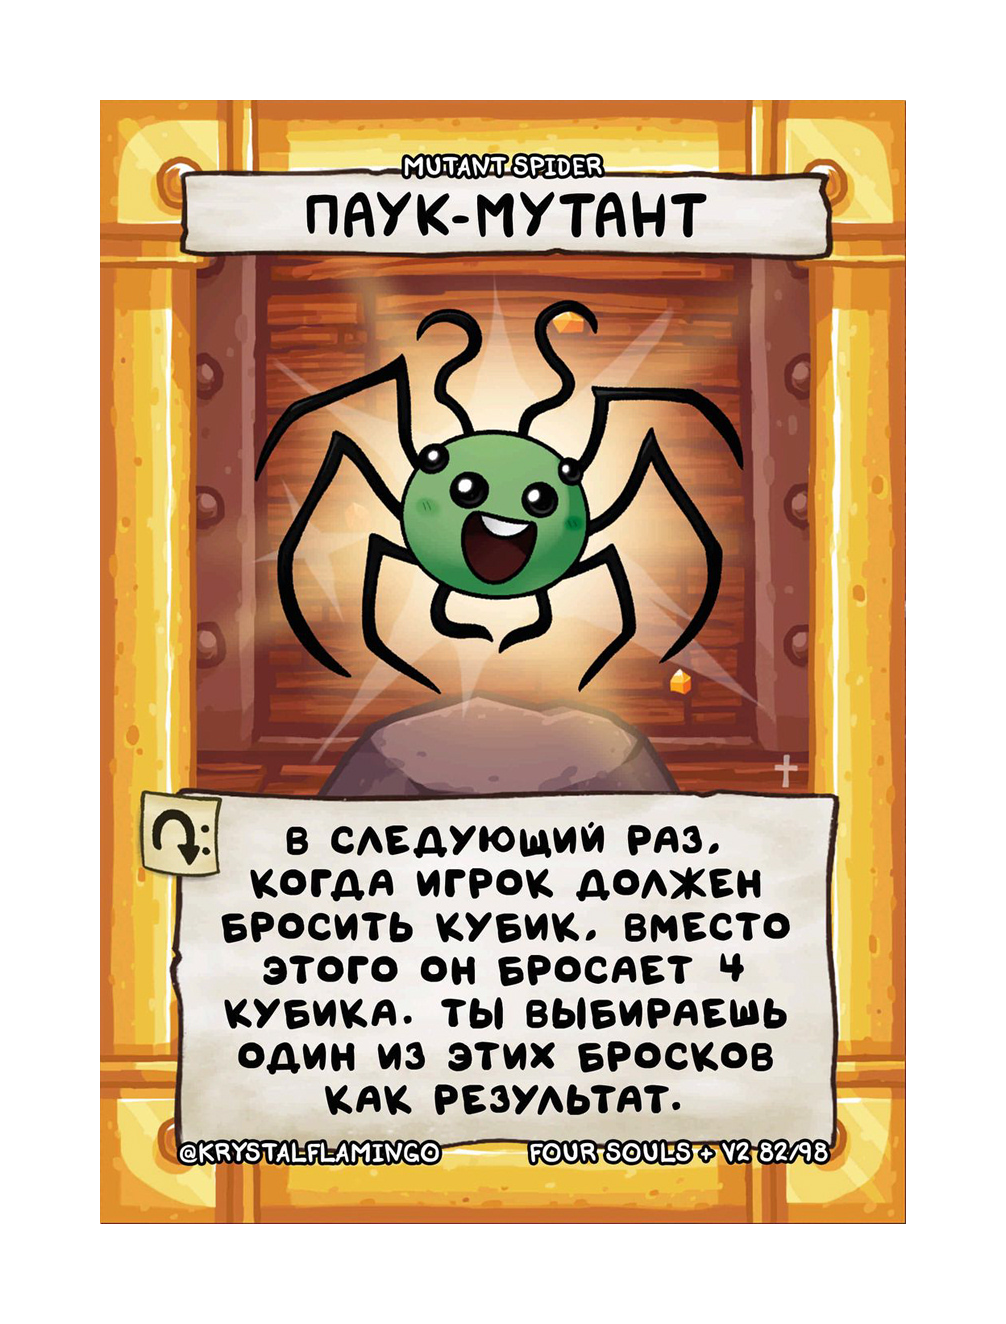 MUTANT SPIDER
ПАУК-МУТАНТ
В СЛЕДУЮЩИЙ РАЗ,
КОГДА ИГРОК ДОЛЖЕН
БРОСИТЬ КУБИК, ВМЕСТО
ЭТОГО ОН БРОСАЕТ 4
КУБИКА. ТЫ ВЫБИРАЕШЬ
ОДИН ИЗ ЭТИХ БРОСКОВ
КАК РЕЗУЛЬТАТ.
@KRYSTALFLAMINGO FOUR SOULS + V2 82/98